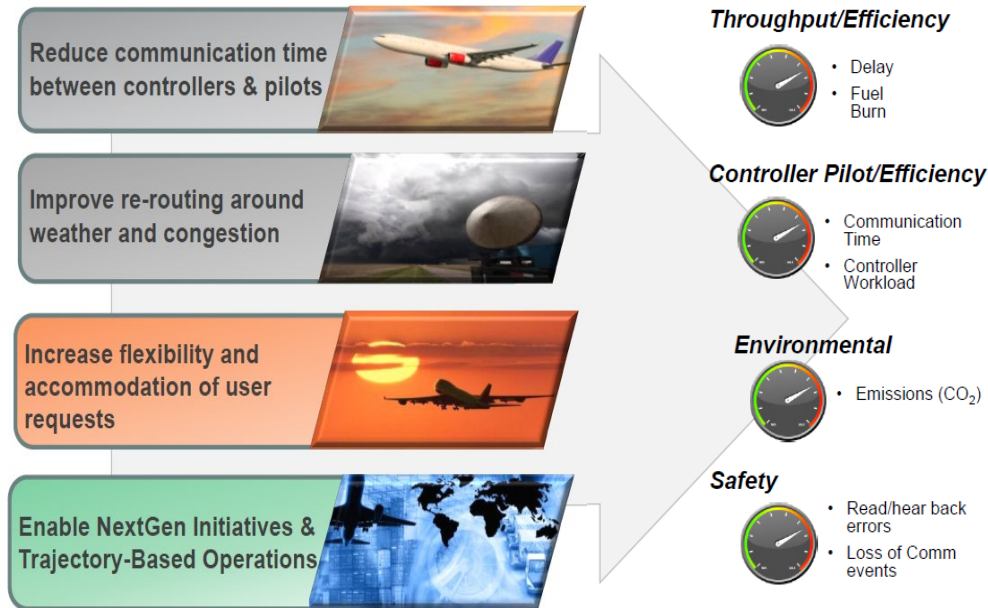 Reduce communication time
between controllers & pilots
Improve re-routing around
weather and congestion
Increase flexibility and
accommodation of user
requests
Enable NextGen Initiatives &
Trajectory-Based Operations
Throughput/Efficiency
• Delay
• Fuel
Burn
Controller Pilot/Efficiency
• Communication
Time
• Controller
Workload
Environmental
• Emissions (CO₂)
Safety
• Read/hear back
errors
• Loss of Comm
events